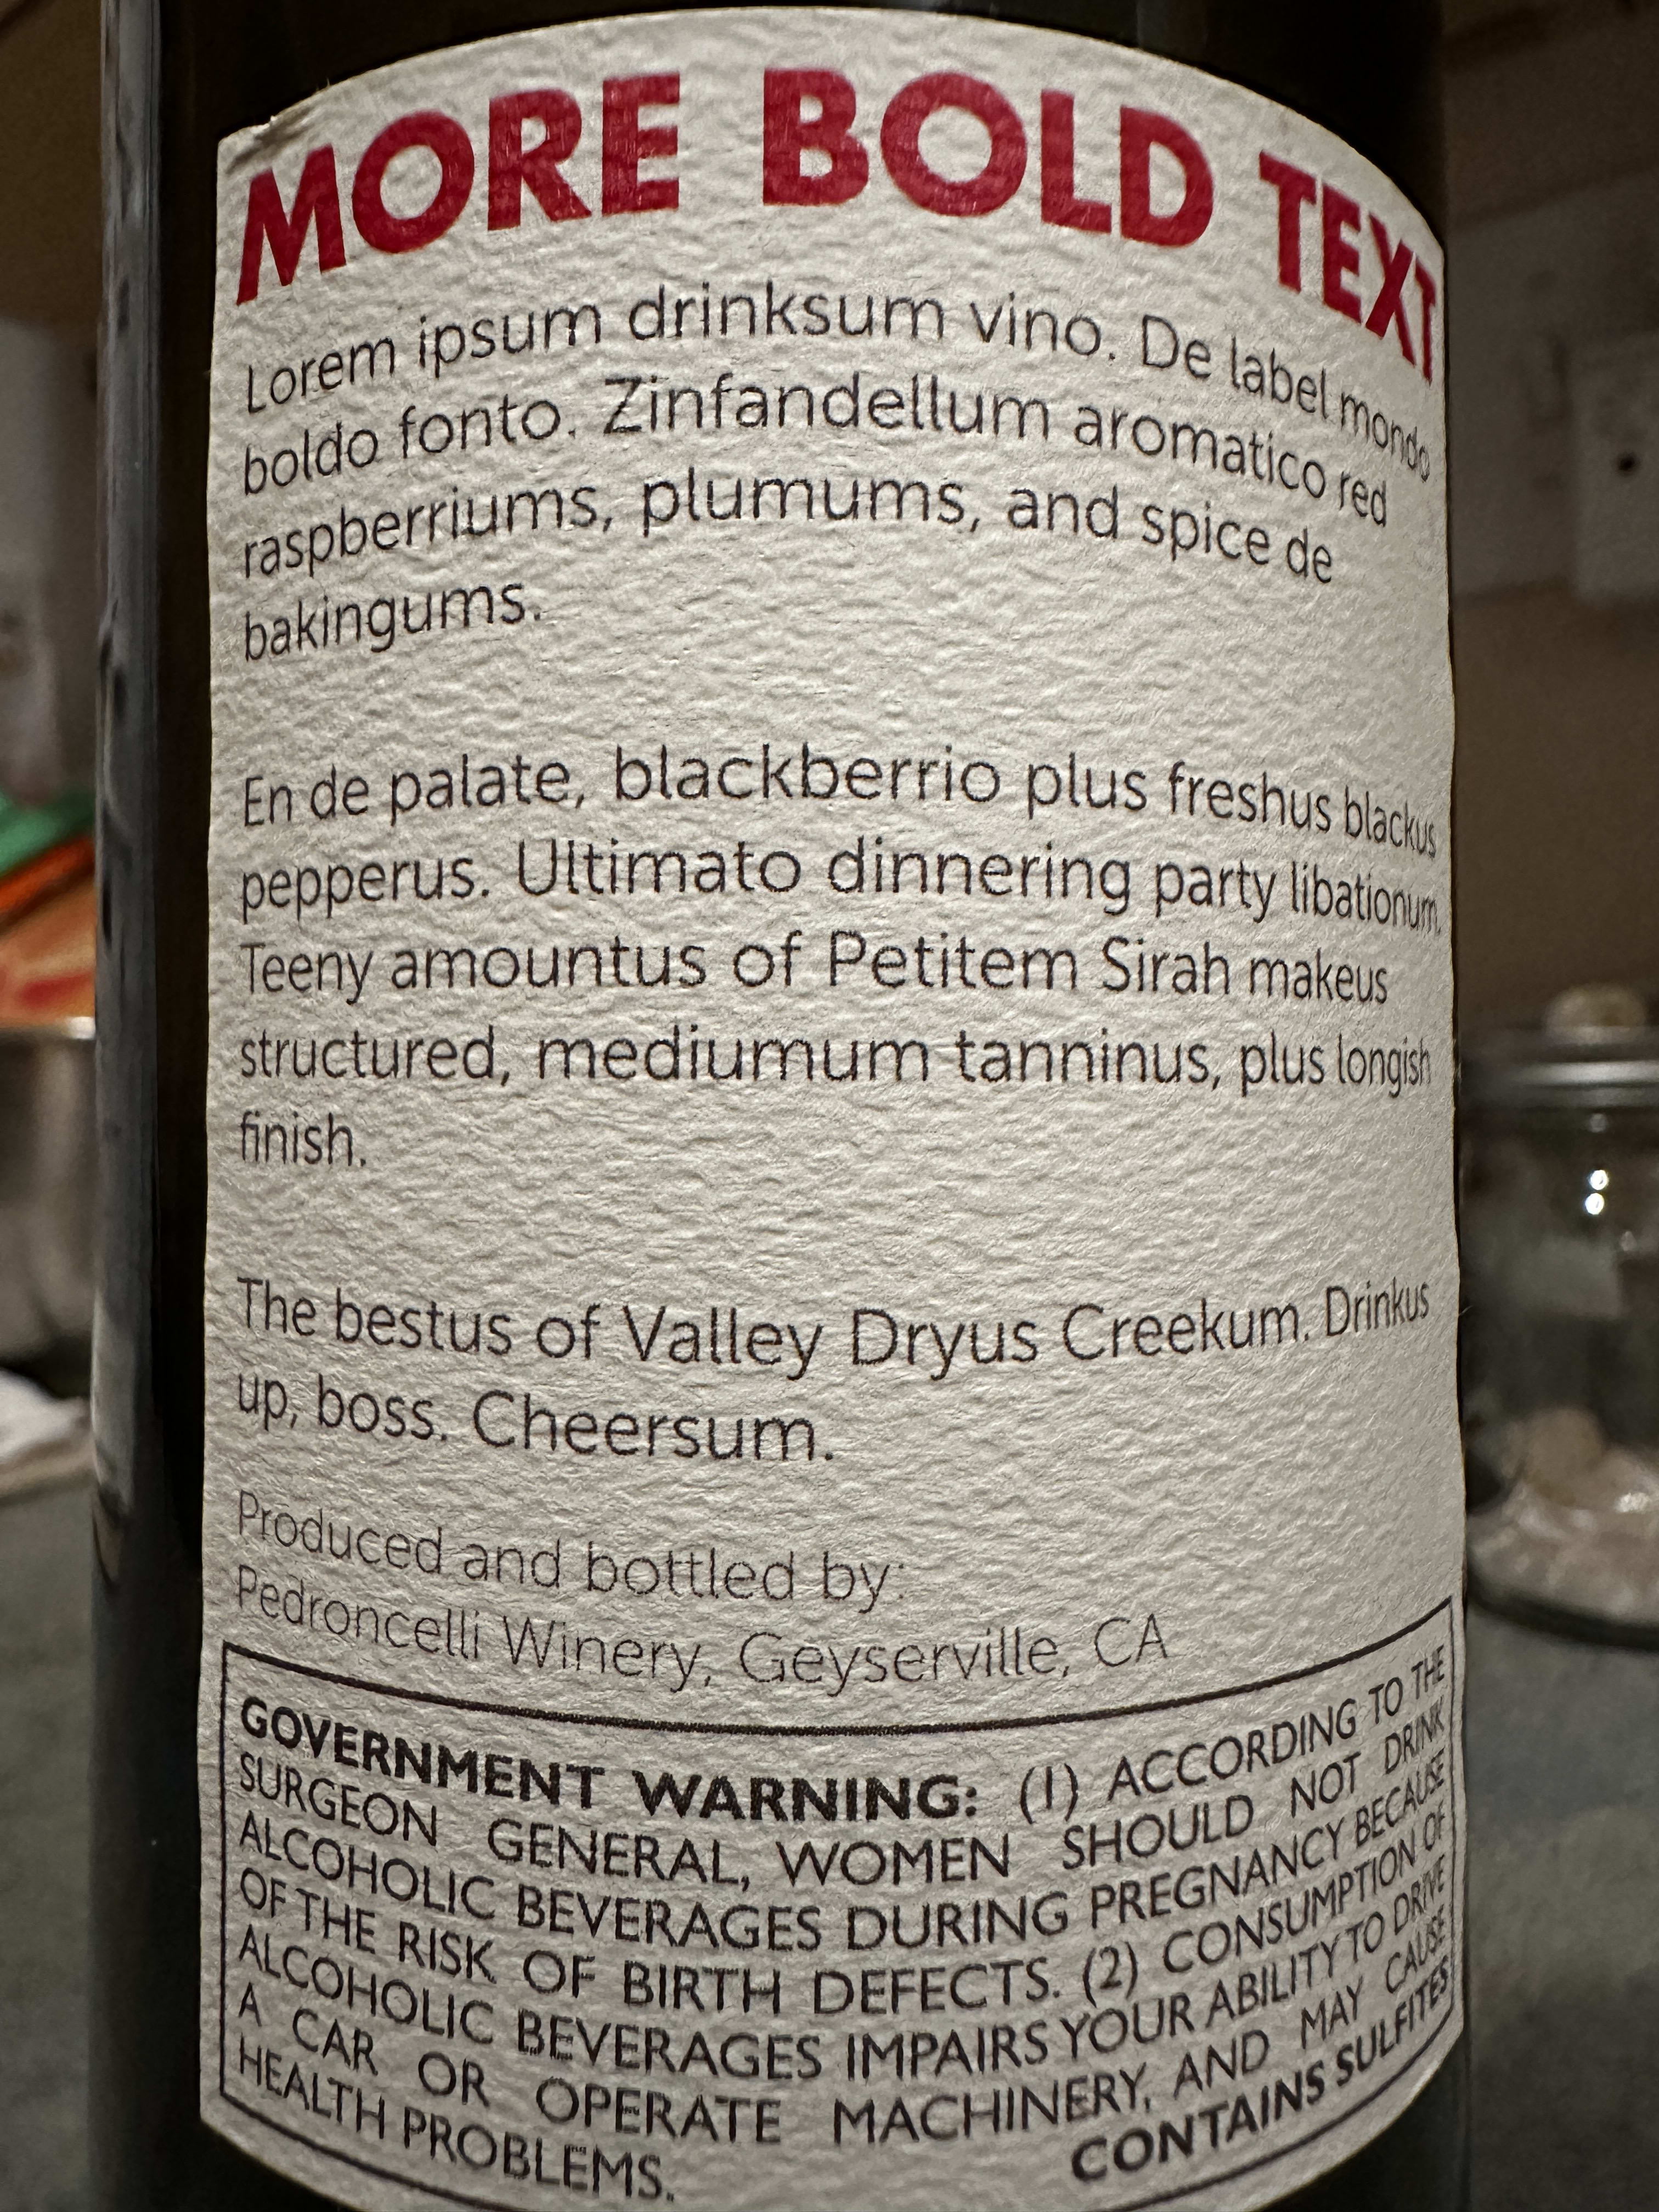 MORE BOLD TEXT
Lorem ipsum drinksum vino. De label mondo
boldo fonto. Zinfandellum aromatico red
raspberriums, plumums, and spice de
bakingums.
En de palate, blackberrio plus freshus blackus
pepperus. Ultimato dinnering party libationum.
Teeny amountus of Petitem Sirah makeus
structured, mediumum tanninus, plus longish
finish.
The bestus of Valley Dryus Creekum. Drinkus
up, boss. Cheersum.
Produced and bottled by:
Pedroncelli Winery, Geyserville, CA
GOVERNMENT WARNING: (1) ACCORDING TO THE
SURGEON GENERAL, WOMEN SHOULD NOT DRINK
ALCOHOLIC BEVERAGES DURING PREGNANCY BECAUSE
OF THE RISK OF BIRTH DEFECTS. (2) CONSUMPTION OF
ALCOHOLIC BEVERAGES IMPAIRS YOUR ABILITY TO DRIVE
A CAR OR OPERATE MACHINERY, AND MAY CAUSE
HEALTH PROBLEMS. CONTAINS SULFITES